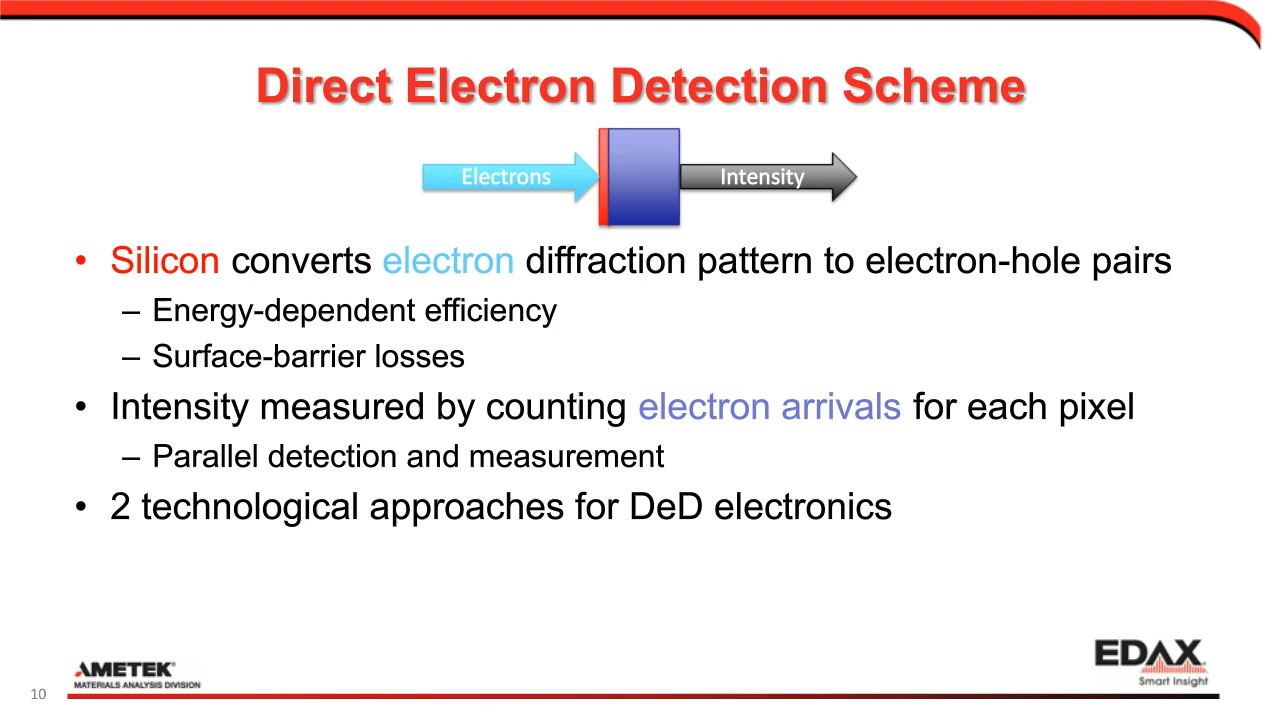 Direct Electron Detection Scheme
Electrons
Intensity
• Silicon converts electron diffraction pattern to electron-hole pairs
– Energy-dependent efficiency
– Surface-barrier losses
• Intensity measured by counting electron arrivals for each pixel
– Parallel detection and measurement
• 2 technological approaches for DeD electronics
AMETEK®
MATERIALS ANALYSIS DIVISION
EDAX
Smart Insight
10